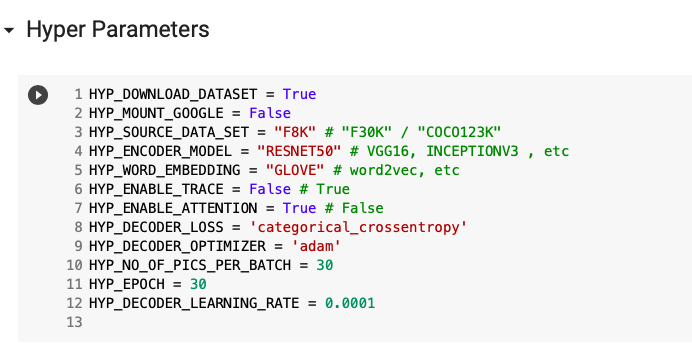 Hyper Parameters
1 HYP_DOWNLOAD_DATASET = True
2 HYP_MOUNT_GOOGLE = False
3 HYP_SOURCE_DATA_SET = "F8K" # "F30K" / "COCO123K"
4 HYP_ENCODER_MODEL = "RESNET50" # VGG16, INCEPTIONV3 , etc
5 HYP_WORD_EMBEDDING = "GLOVE" # word2vec, etc
6 HYP_ENABLE_TRACE = False # True
7 HYP_ENABLE_ATTENTION = True # False
8 HYP_DECODER_LOSS = 'categorical_crossentropy'
9 HYP_DECODER_OPTIMIZER = 'adam'
10 HYP_NO_OF_PICS_PER_BATCH = 30
11 HYP_EPOCH = 30
12 HYP_DECODER_LEARNING_RATE = 0.0001
13